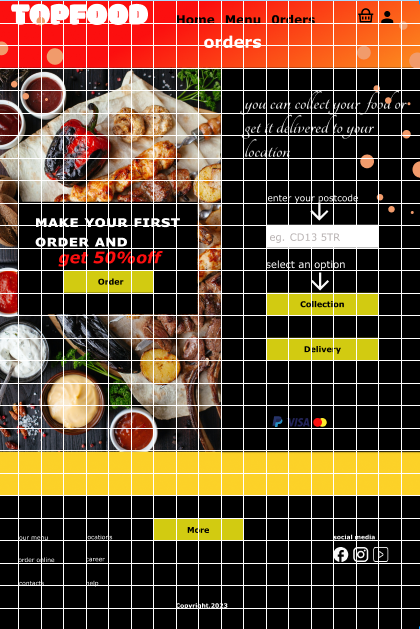 TOPFOOD
Home Menu Orders
orders
you can collect your food or
get it delivered to your
location
enter your postcode
MAKE YOUR FIRST
ORDER AND
get 50%off
Order
eg. CD13 5TR
select an option
Collection
Delivery
VISA
More
our menu
locations
social media
order online
career
contacts
help
Copyright,2023